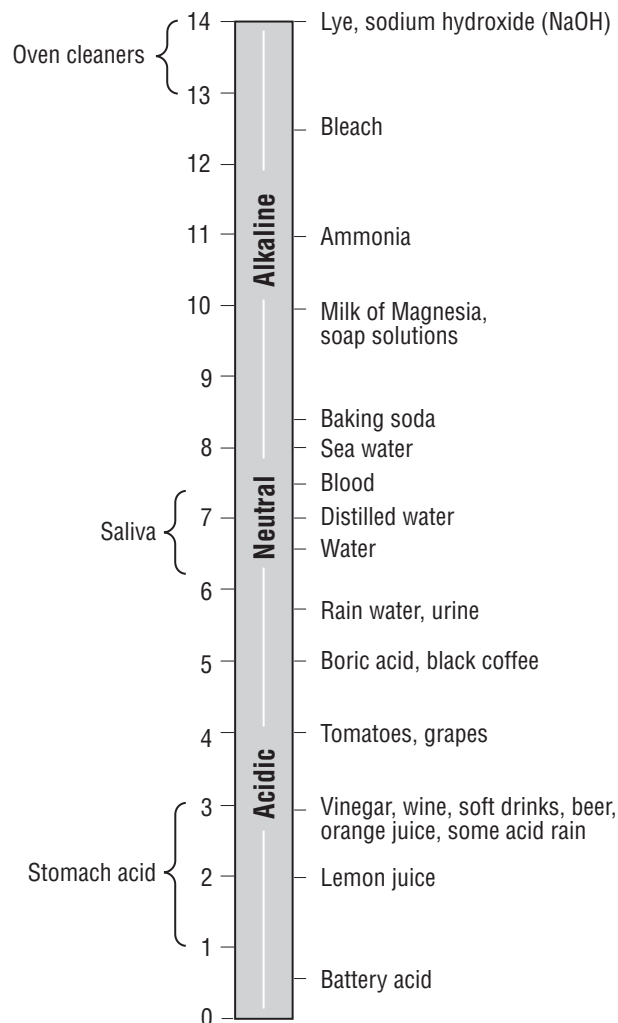 14
Lye, sodium hydroxide (NaOH)
Oven cleaners
13
Bleach
12
Alkaline
11
Ammonia
10
Milk of Magnesia,
soap solutions
9
Baking soda
8
Sea water
Blood
Neutral
7
Distilled water
Saliva
Water
6
Rain water, urine
5
Boric acid, black coffee
4
Tomatoes, grapes
Acidic
3
Vinegar, wine, soft drinks, beer,
orange juice, some acid rain
Stomach acid
2
Lemon juice
1
Battery acid
0